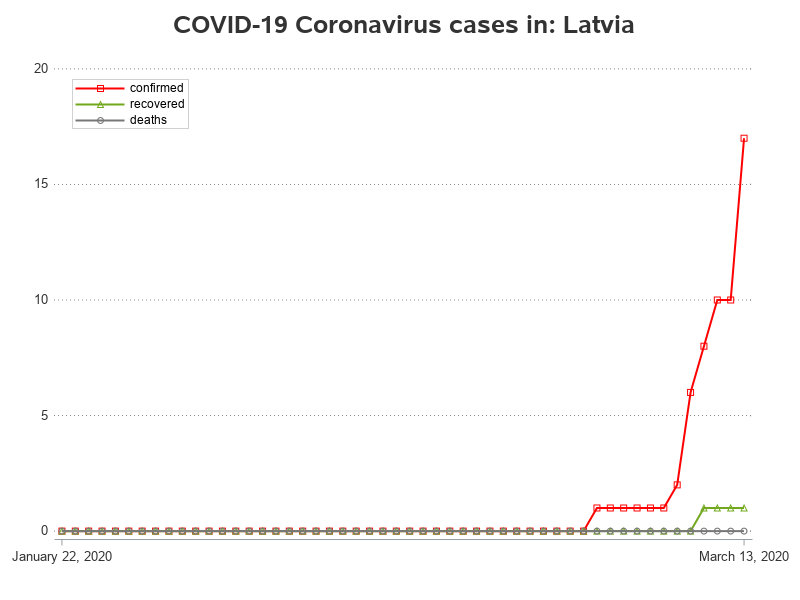 COVID-19 Coronavirus cases in: Latvia
20
confirmed
recovered
deaths
15
10
5
0
January 22, 2020
March 13, 2020